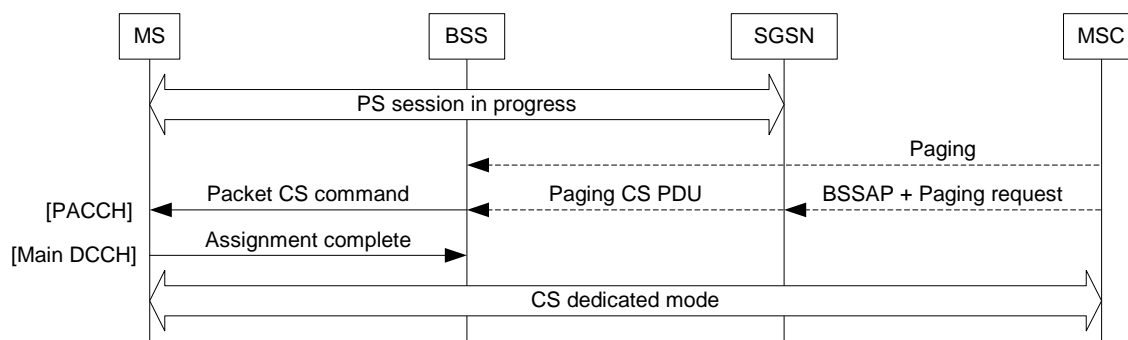 MS
BSS
SGSN
MSC
PS session in progress
Paging
[PACCH]
Packet CS command
Paging CS PDU
BSSAP + Paging request
[Main DCCH]
Assignment complete
CS dedicated mode